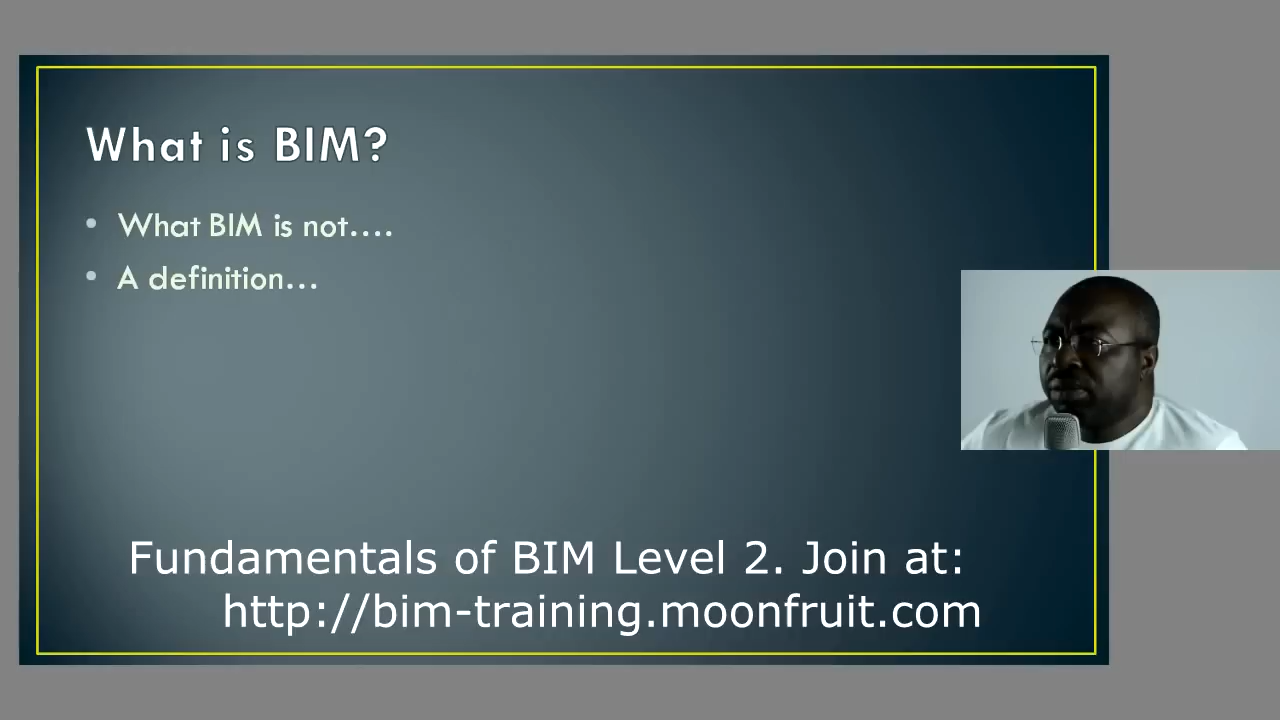 What is BIM?
• What BIM is not....
• A definition...
Fundamentals of BIM Level 2. Join at:
http://bim-training.moonfruit.com